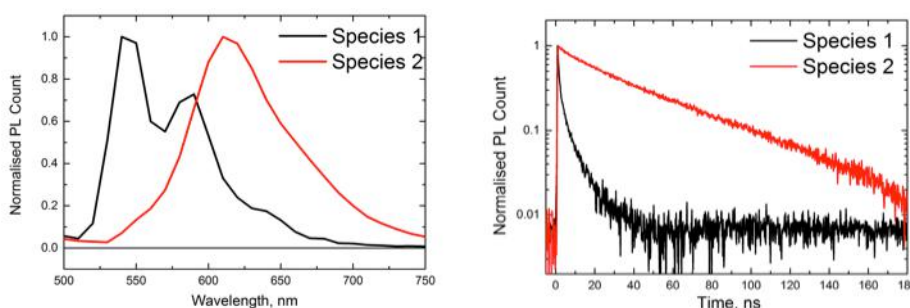 Normalised PL Count
1.0
0.8
0.6
0.4
0.2
0.0
Species 1
Species 2
500 550 600 650 700 750
Wavelength, nm
Normalised PL Count
1
0.1
0.01
Species 1
Species 2
0 20 40 60 80 100 120 140 160 180
Time, ns